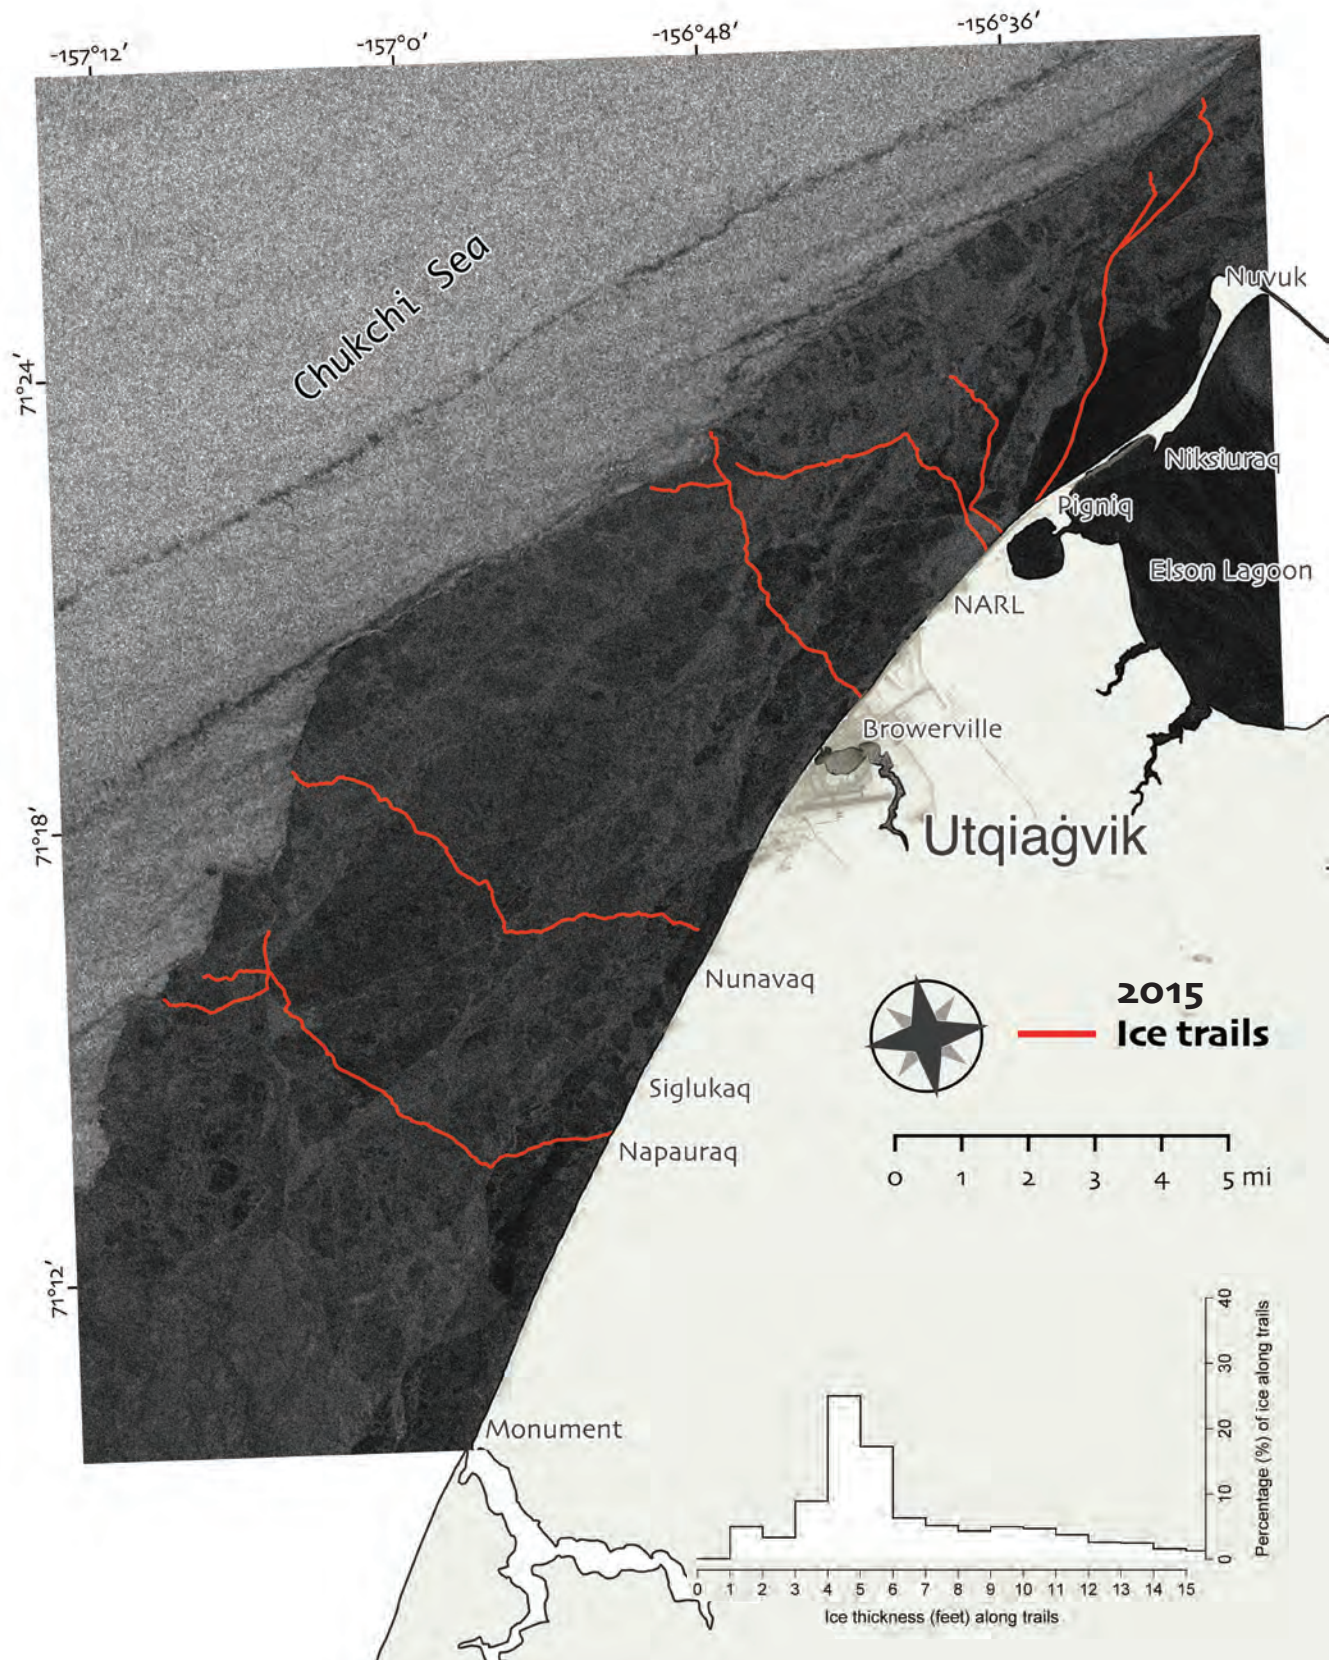 -157°12'
-157°0'
-156°48'
-156°36'
Chukchi Sea
Nuvuk
71°24'
Niksiuraq
Pigniq
Elson Lagoon
NARL
Browerville
71°18'
Utqiaġvik
Nunavaq
2015
Ice trails
Siglukaq
Napauraq
0 1 2 3 4 5 mi
71°12'
Monument
40
30
20
10
0
Percentage (%) of ice along trails
0 1 2 3 4 5 6 7 8 9 10 11 12 13 14 15
Ice thickness (feet) along trails